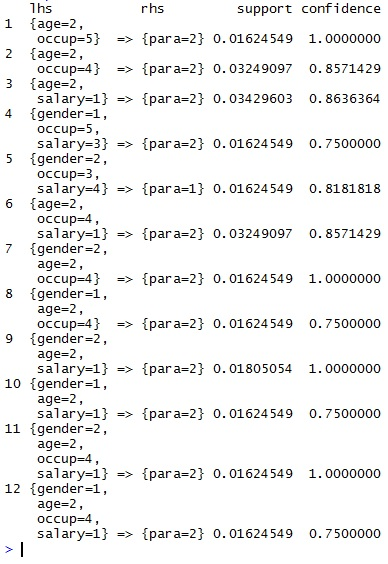 lhs rhs support confidence
1 {age=2,
occup=5} => {para=2} 0.01624549 1.0000000
2 {age=2,
occup=4} => {para=2} 0.03249097 0.8571429
3 {age=2,
salary=1} => {para=2} 0.03429603 0.8636364
4 {gender=1,
occup=5,
salary=3} => {para=2} 0.01624549 0.7500000
5 {gender=2,
occup=3,
salary=4} => {para=1} 0.01624549 0.8181818
6 {age=2,
occup=4,
salary=1} => {para=2} 0.03249097 0.8571429
7 {gender=2,
age=2,
occup=4} => {para=2} 0.01624549 1.0000000
8 {gender=1,
age=2,
occup=4} => {para=2} 0.01624549 0.7500000
9 {gender=2,
age=2,
salary=1} => {para=2} 0.01805054 1.0000000
10 {gender=1,
age=2,
salary=1} => {para=2} 0.01624549 0.7500000
11 {gender=2,
age=2,
occup=4,
salary=1} => {para=2} 0.01624549 1.0000000
12 {gender=1,
age=2,
occup=4,
salary=1} => {para=2} 0.01624549 0.7500000
>